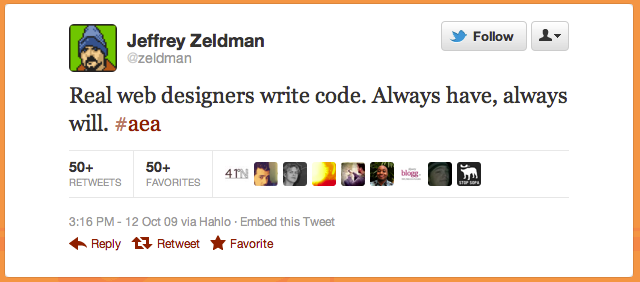 Jeffrey Zeldman
@zeldman
Follow
Real web designers write code. Always have, always
will. #aea
50+
RETWEETS
50+
FAVORITES
41°N
blogg
STOP SOPA
3:16 PM - 12 Oct 09 via Hahlo · Embed this Tweet
Reply Retweet Favorite